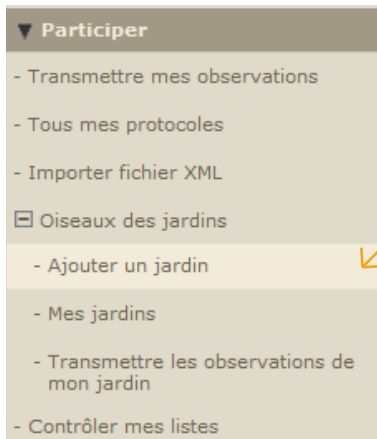 ▼ Participer
- Transmettre mes observations
- Tous mes protocoles
- Importer fichier XML
Oiseaux des jardins
- Ajouter un jardin
- Mes jardins
- Transmettre les observations de
mon jardin
- Contrôler mes listes